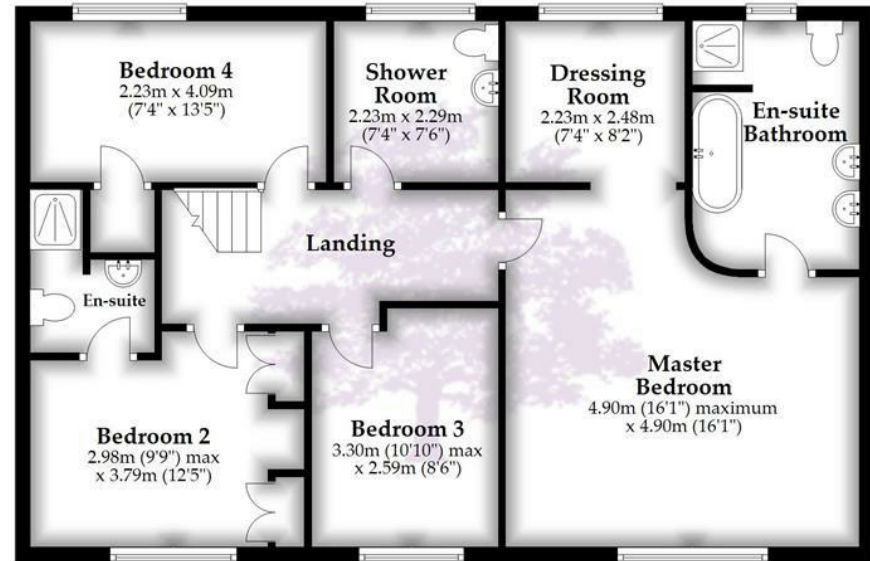 Bedroom 4
2.23m x 4.09m
(7'4" x 13'5")
Shower
Room
2.23m x 2.29m
(7'4" x 7'6")
Dressing
Room
2.23m x 2.48m
(7'4" x 8'2")
En-suite
Bathroom
Landing
En-suite
Bedroom 2
2.98m (9'9") max
x 3.79m (12'5")
Bedroom 3
3.30m (10'10") max
x 2.59m (8'6")
Master
Bedroom
4.90m (16'1") maximum
x 4.90m (16'1")